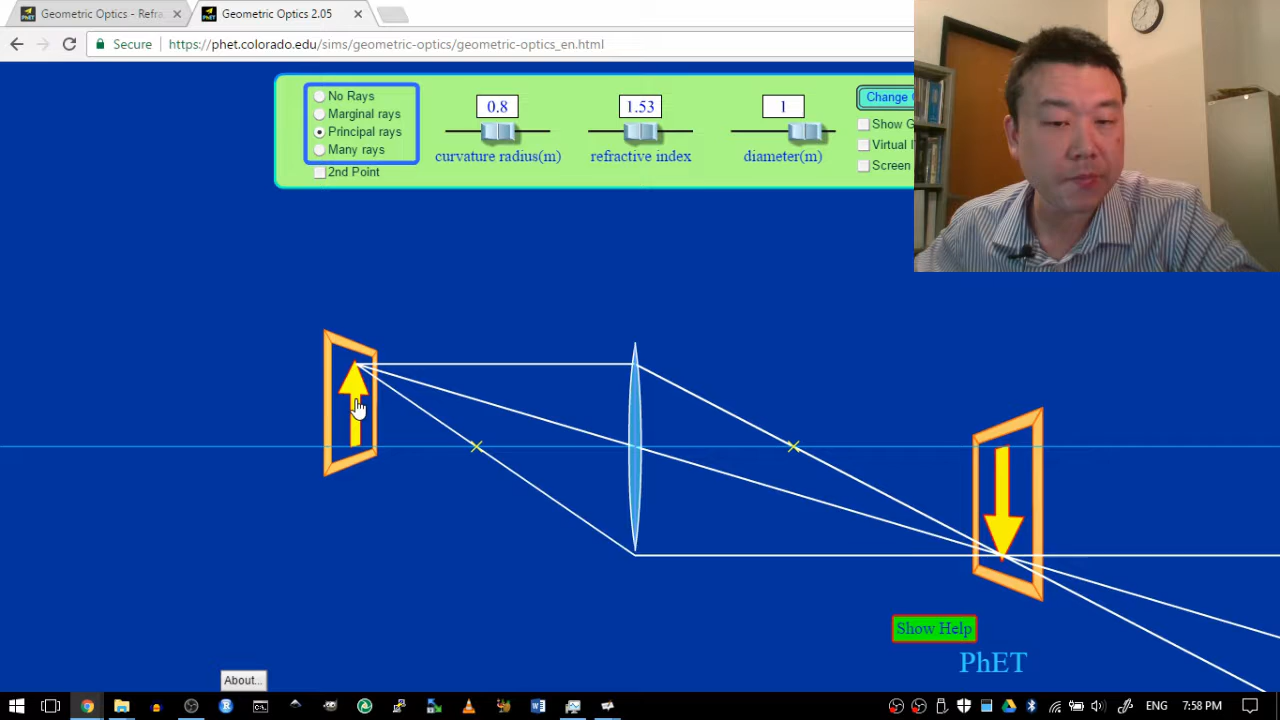 Geometric Optics - Refra
Geometric Optics 2.05
Secure
https://phet.colorado.edu/sims/geometric-optics/geometric-optics_en.html
No Rays
Marginal rays
Principal rays
Many rays
2nd Point
0.8
curvature radius(m)
1.53
refractive index
1
diameter(m)
Change
Show G
Virtual I
Screen
Show Help
PhET
About...
ENG
7:58 PM